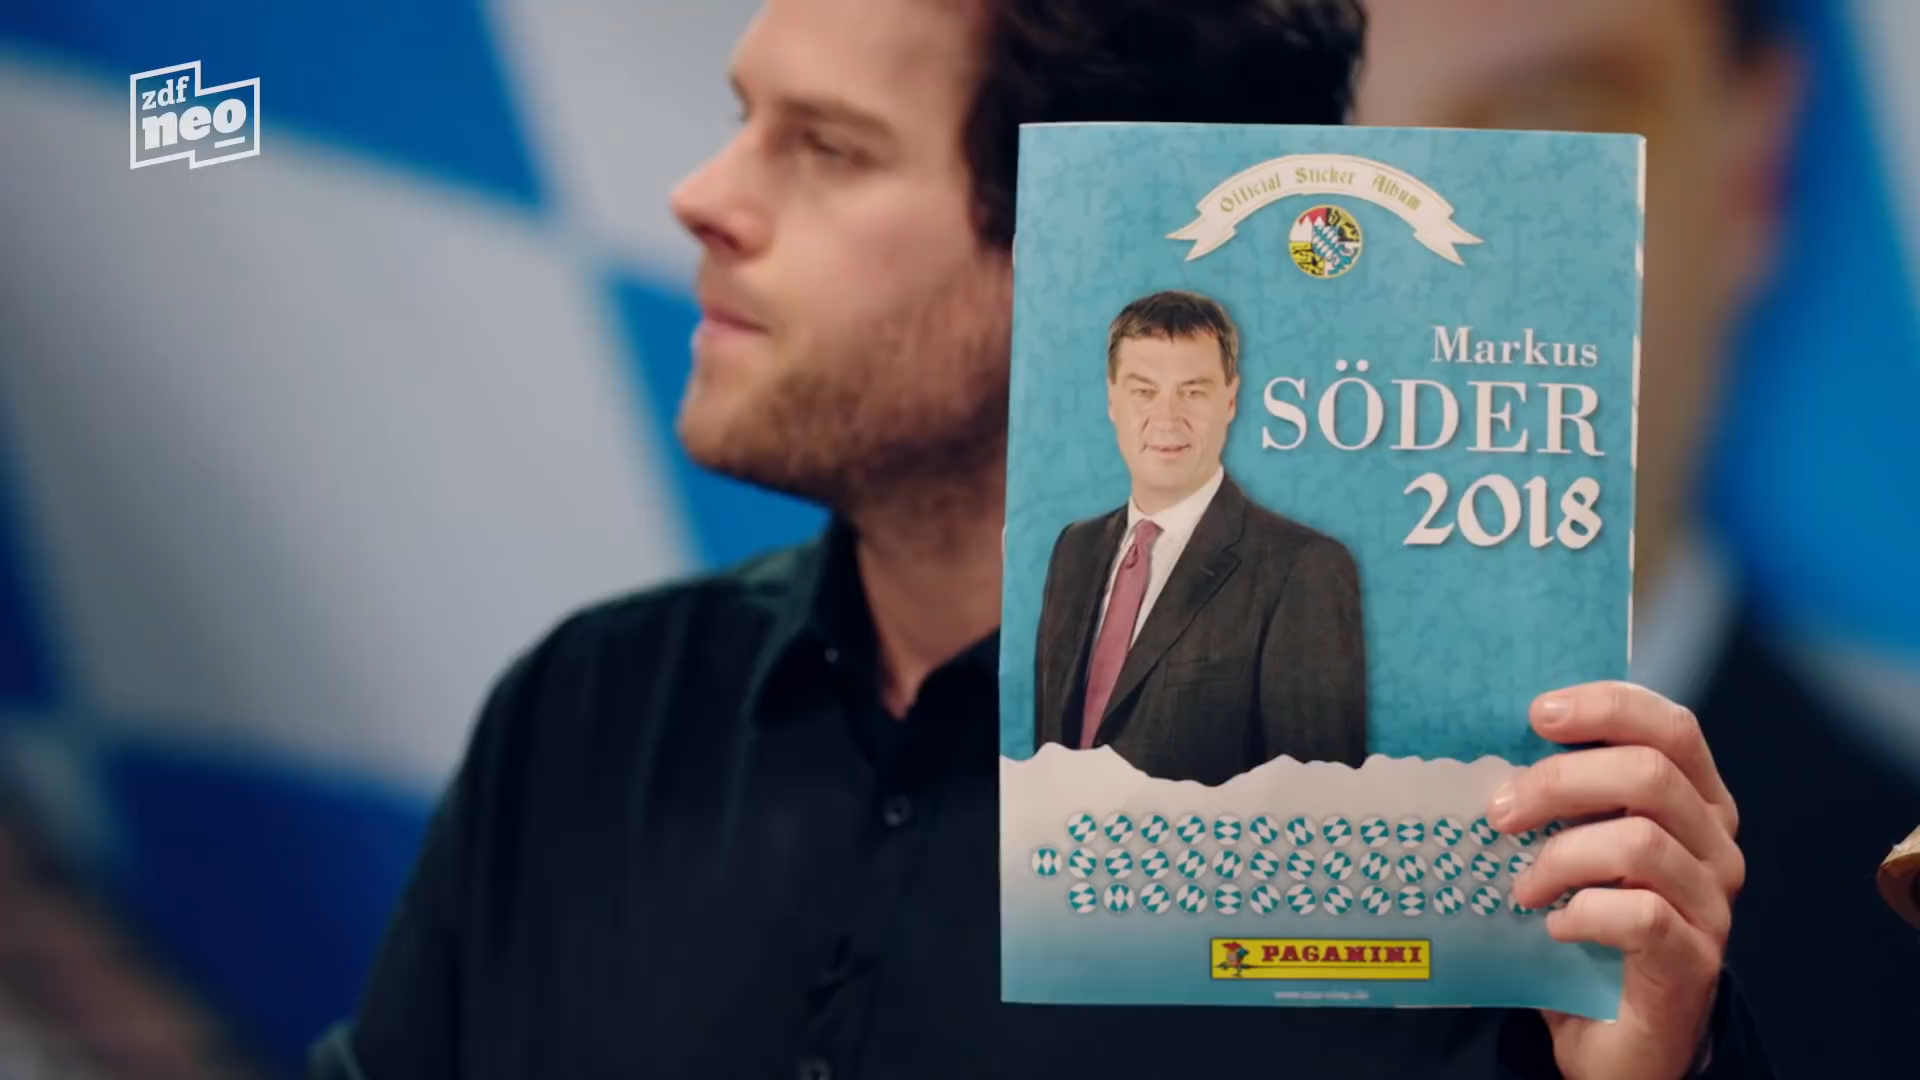 zdf
neo
Official Sticker Album
Markus
SÖDER
2018
PAGANINI